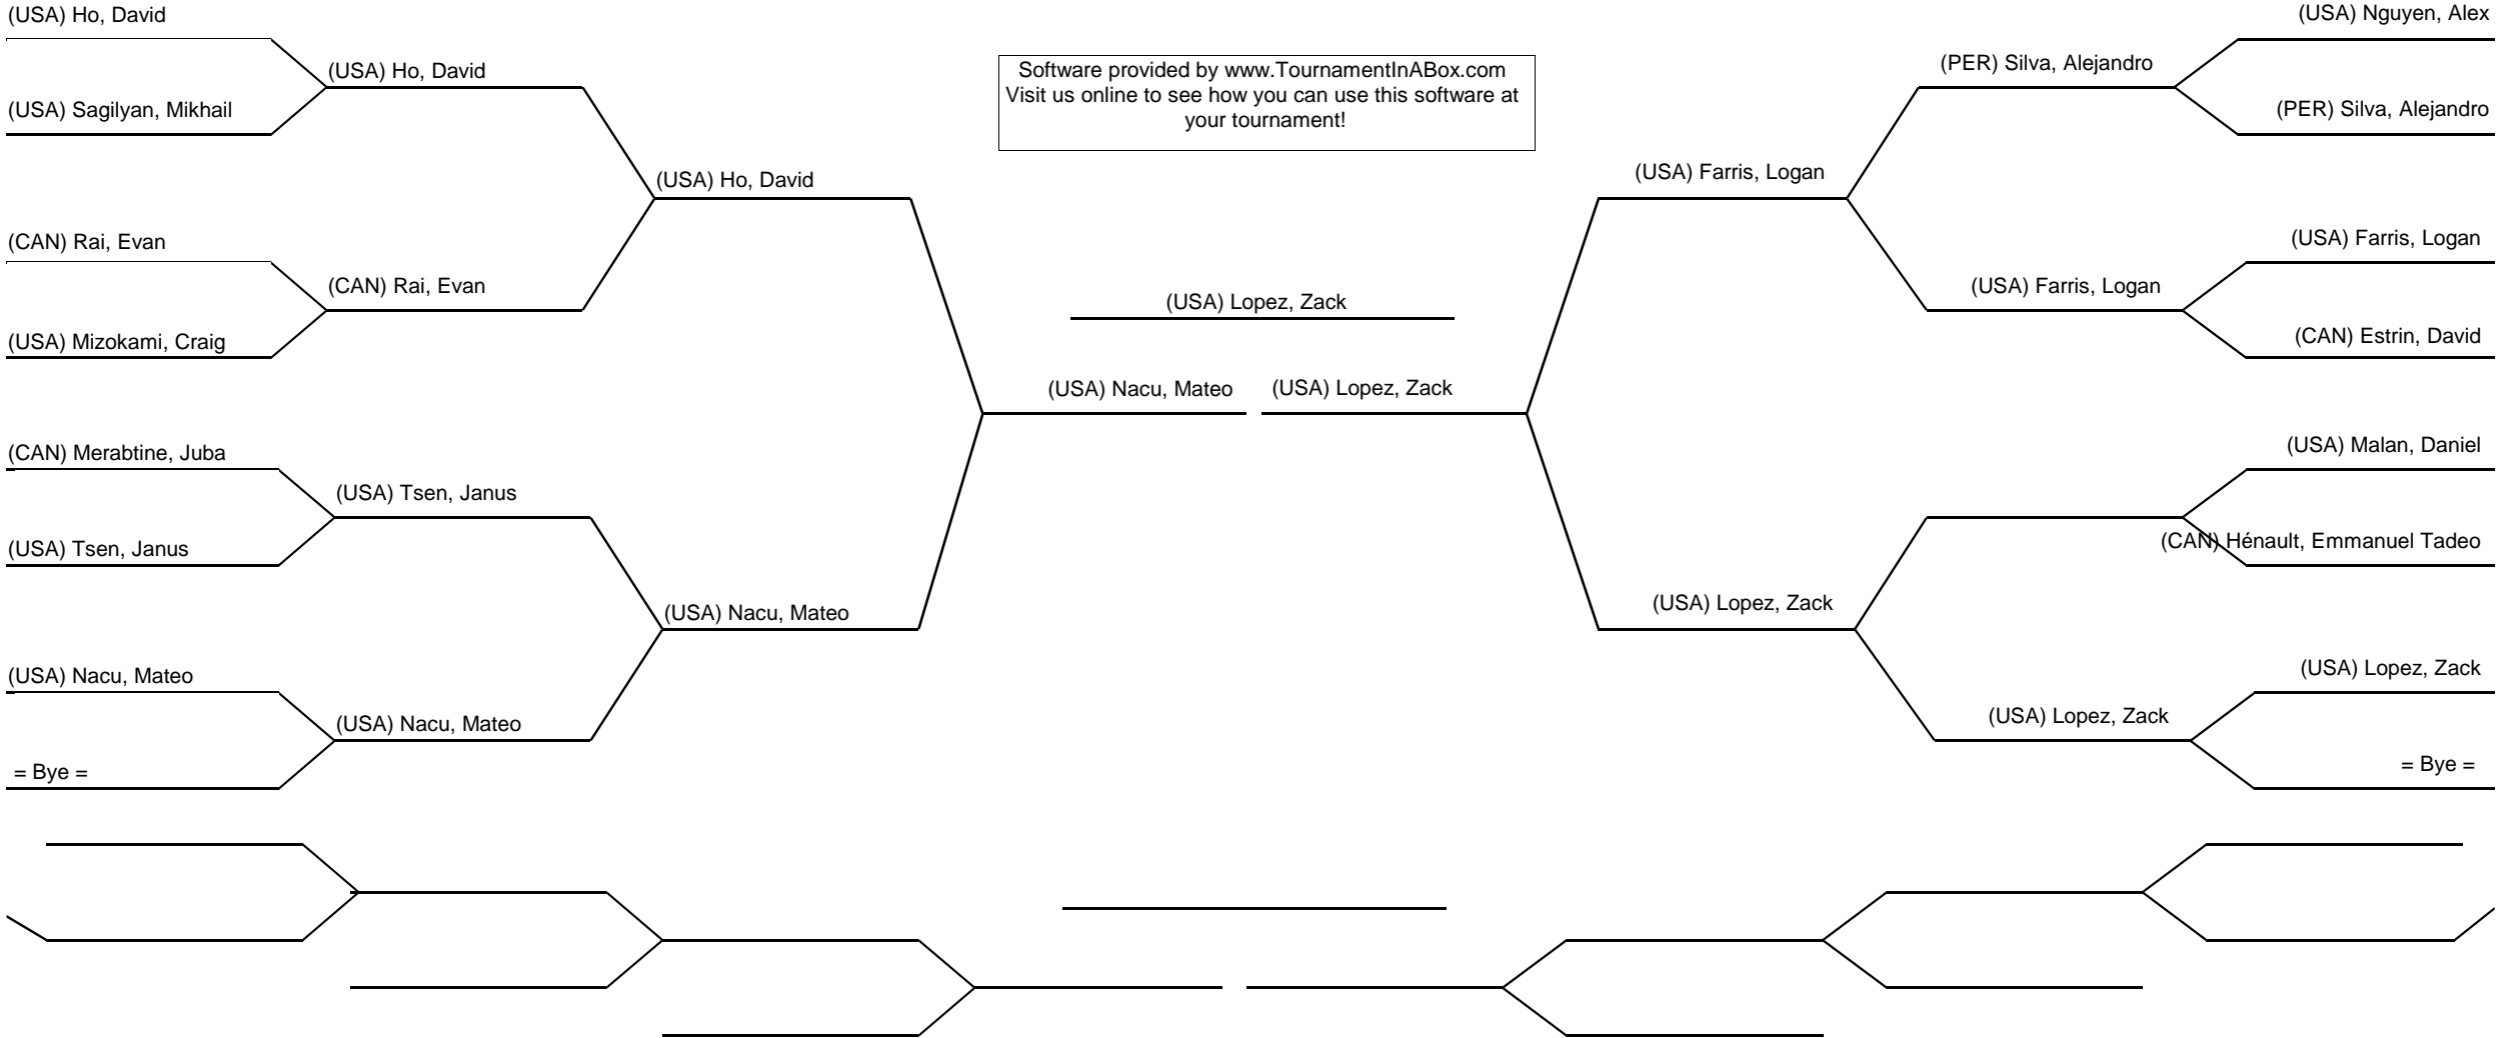 (USA) Ho, David
(USA) Nguyen, Alex
(USA) Ho, David
Software provided by www.TournamentInABox.com
Visit us online to see how you can use this software at
your tournament!
(PER) Silva, Alejandro
(USA) Sagilyan, Mikhail
(PER) Silva, Alejandro
(USA) Ho, David
(USA) Farris, Logan
(CAN) Rai, Evan
(USA) Farris, Logan
(CAN) Rai, Evan
(USA) Lopez, Zack
(USA) Farris, Logan
(USA) Mizokami, Craig
(CAN) Estrin, David
(USA) Nacu, Mateo
(USA) Lopez, Zack
(CAN) Merabtine, Juba
(USA) Malan, Daniel
(USA) Tsen, Janus
(USA) Tsen, Janus
(CAN) Hénault, Emmanuel Tadeo
(USA) Nacu, Mateo
(USA) Lopez, Zack
(USA) Nacu, Mateo
(USA) Lopez, Zack
(USA) Nacu, Mateo
(USA) Lopez, Zack
= Bye =
= Bye =